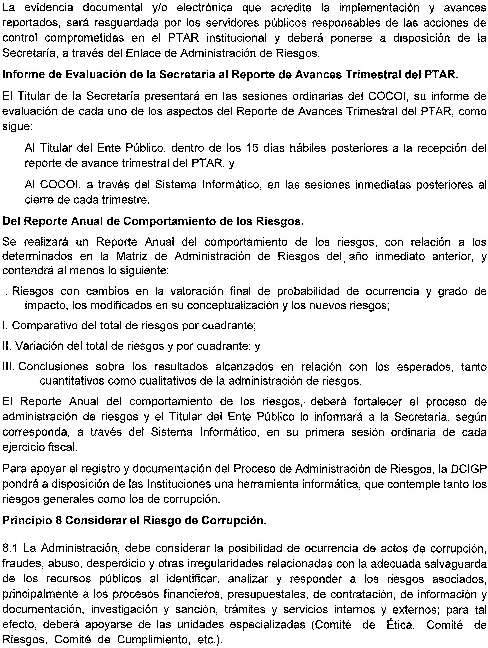 La evidencia documental y/o electrónica que acredite la implementación y avances
reportados, será resguardada por los servidores públicos responsables de las acciones de
control comprometidas en el PTAR institucional y deberá ponerse a disposición de la
Secretaría, a través del Enlace de Administración de Riesgos.
Informe de Evaluación de la Secretaria al Reporte de Avances Trimestral del PTAR.
El Titular de la Secretaría presentará en las sesiones ordinarias del COCOI, su informe de
evaluación de cada uno de los aspectos del Reporte de Avances Trimestral del PTAR, como
sigue:
Al Titular del Ente Público, dentro de los 15 días hábiles posteriores a la recepción del
reporte de avance trimestral del PTAR. y
Al COCOI, a través del Sistema Informático, en las sesiones inmediatas posteriores al
cierre de cada trimestre.
Del Reporte Anual de Comportamiento de los Riesgos.
Se realizará un Reporte Anual del comportamiento de los riesgos, con relación a los
determinados en la Matriz de Administración de Riesgos del año inmediato anterior, y
contendrá al menos lo siguiente:
. Riesgos con cambios en la valoración final de probabilidad de ocurrencia y grado de
impacto, los modificados en su conceptualización y los nuevos riesgos;
I. Comparativo del total de riesgos por cuadrante;
II. Variación del total de riesgos y por cuadrante; y
III. Conclusiones sobre los resultados alcanzados en relación con los esperados, tanto
cuantitativos como cualitativos de la administración de riesgos.
El Reporte Anual del comportamiento de los riesgos, deberá fortalecer el proceso de
administración de riesgos y el Titular del Ente Público lo informará a la Secretaria, según
corresponda, a través del Sistema Informático, en su primera sesión ordinaria de cada
ejercicio fiscal.
Para apoyar el registro y documentación del Proceso de Administración de Riesgos, la DCIGP
pondrá a disposición de las Instituciones una herramienta informática, que contemple tanto los
riesgos generales como los de corrupción.
Principio 8 Considerar el Riesgo de Corrupción.
8.1 La Administración, debe considerar la posibilidad de ocurrencia de actos de corrupción,
fraudes, abuso, desperdicio y otras irregularidades relacionadas con la adecuada salvaguarda
de los recursos públicos al identificar, analizar y responder a los riesgos asociados,
principalmente a los procesos financieros, presupuestales, de contratación, de información y
documentación, investigación y sanción, trámites y servicios internos y externos; para tal
efecto, deberá apoyarse de las unidades especializadas (Comité de Ética, Comité de
Riesgos, Comité de Cumplimiento, etc.).